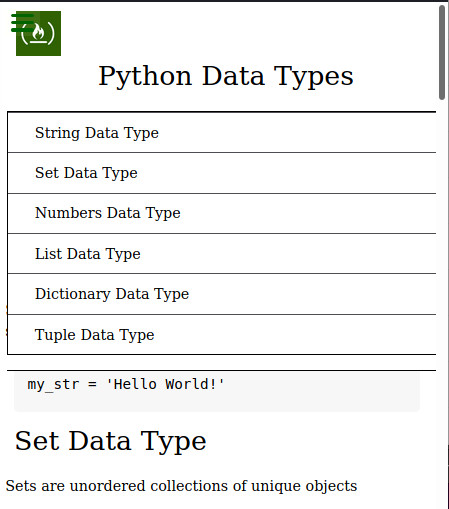 Python Data Types
String Data Type
Set Data Type
Numbers Data Type
List Data Type
Dictionary Data Type
Tuple Data Type
my_str = 'Hello World!'
Set Data Type
Sets are unordered collections of unique objects